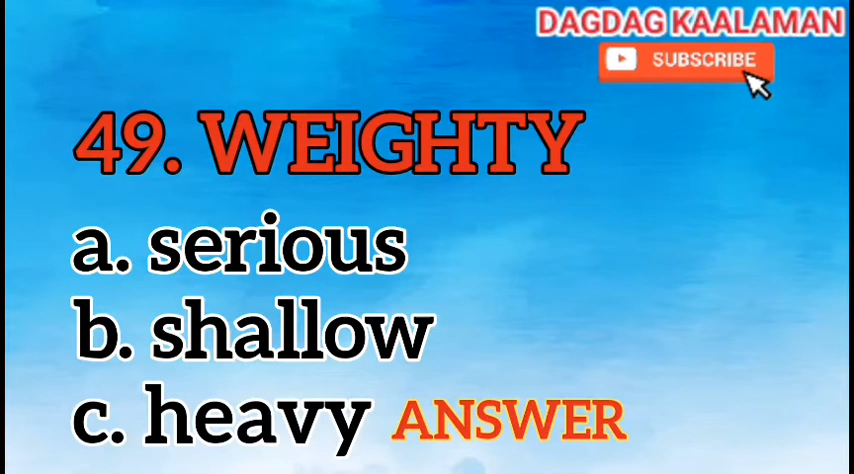 DAGDAG KAALAMAN
SUBSCRIBE
49. WEIGHTY
a. serious
b. shallow
c. heavy ANSWER